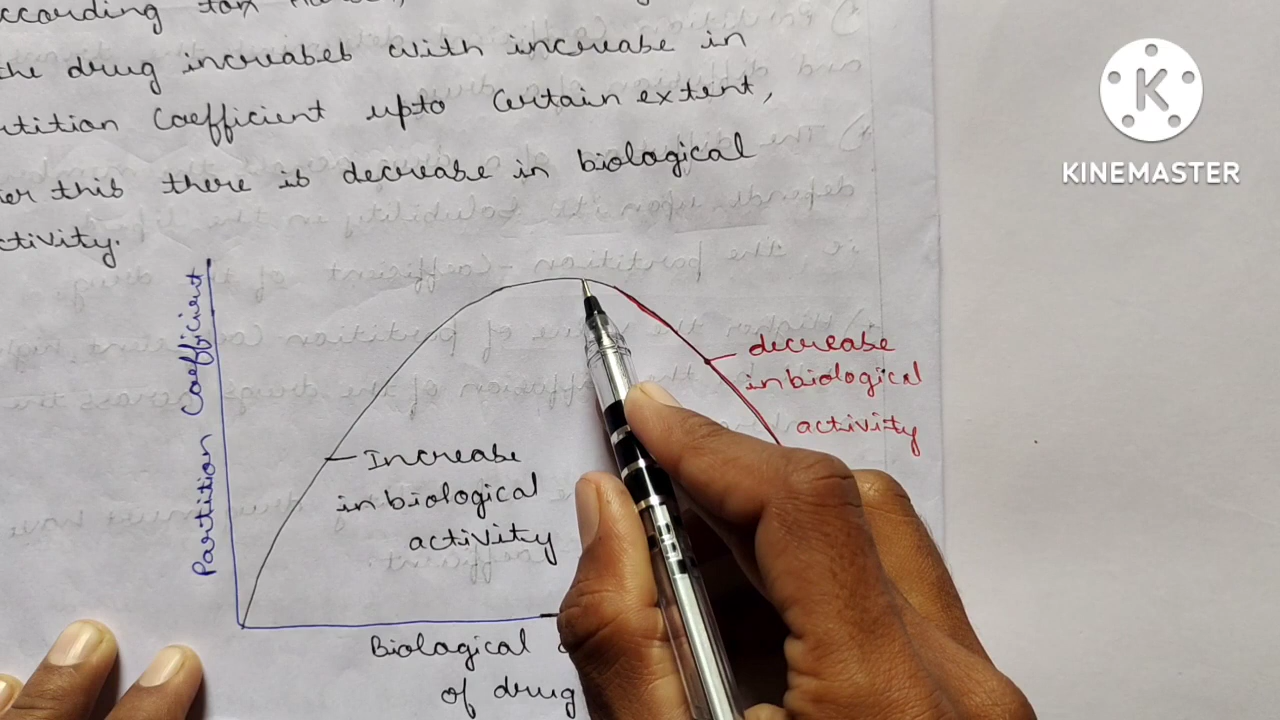 according
the drug increases with increase in
partition Coefficient upto Certain extent,
this there is decrease in biological
activity.
Partition Coefficient
Increase
in biological
activity
decrease
in biological
activity
Biological
of drug
K
KINEMASTER